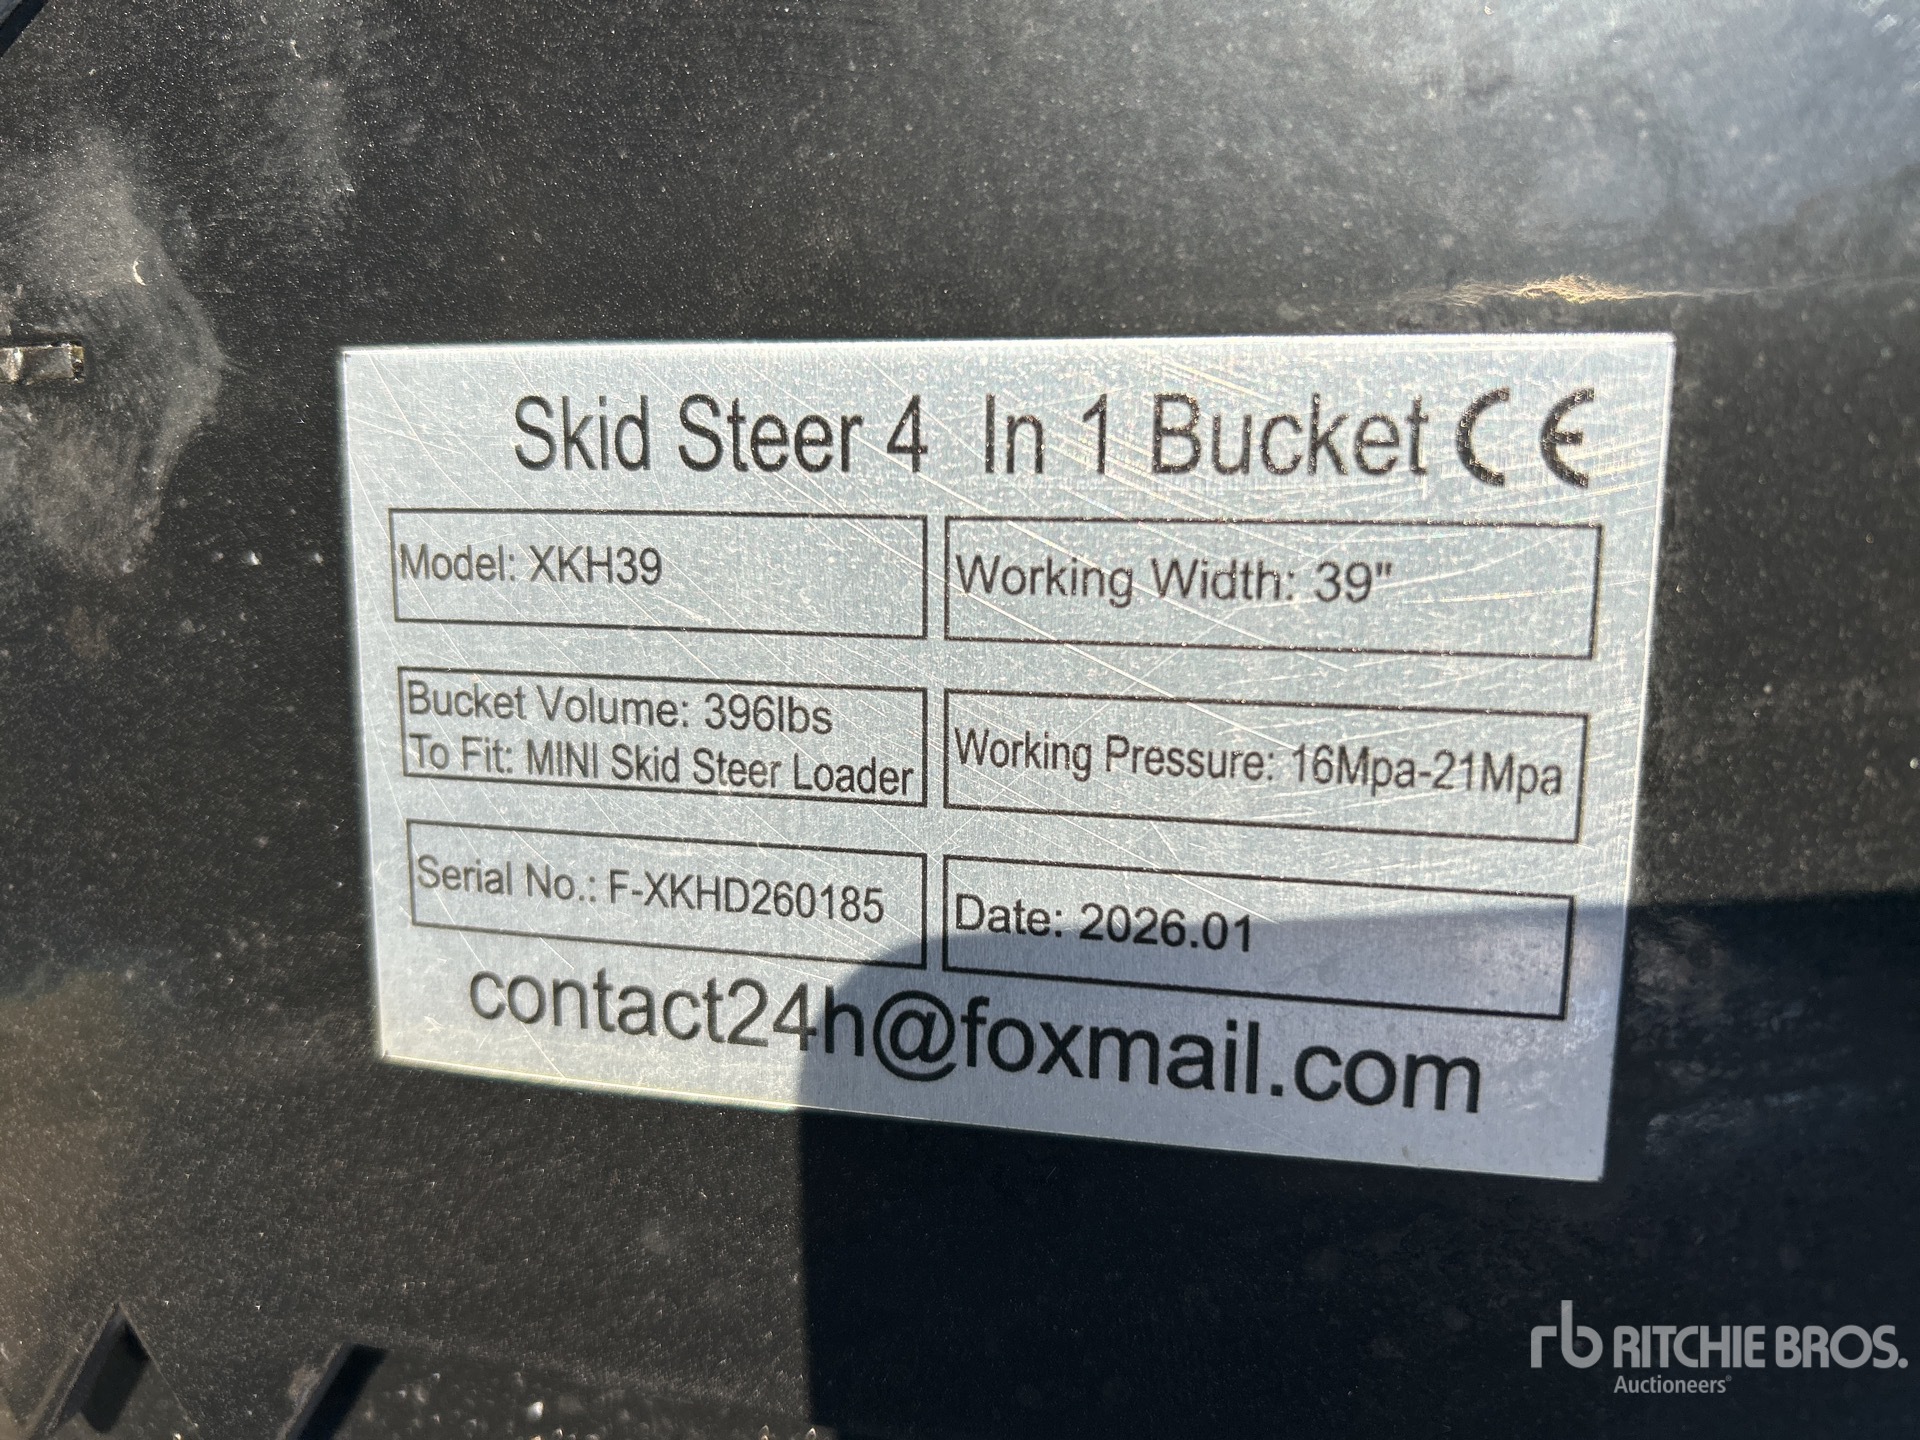 Skid Steer 4 In 1 Bucket CE
Model: XKH39
Working Width: 39"
Bucket Volume: 396lbs
To Fit: MINI Skid Steer Loader
Working Pressure: 16Mpa-21Mpa
Serial No.: F-XKHD260185
Date: 2026.01
contact24h@foxmail.com
rb RITCHIE BROS.
Auctioneers®